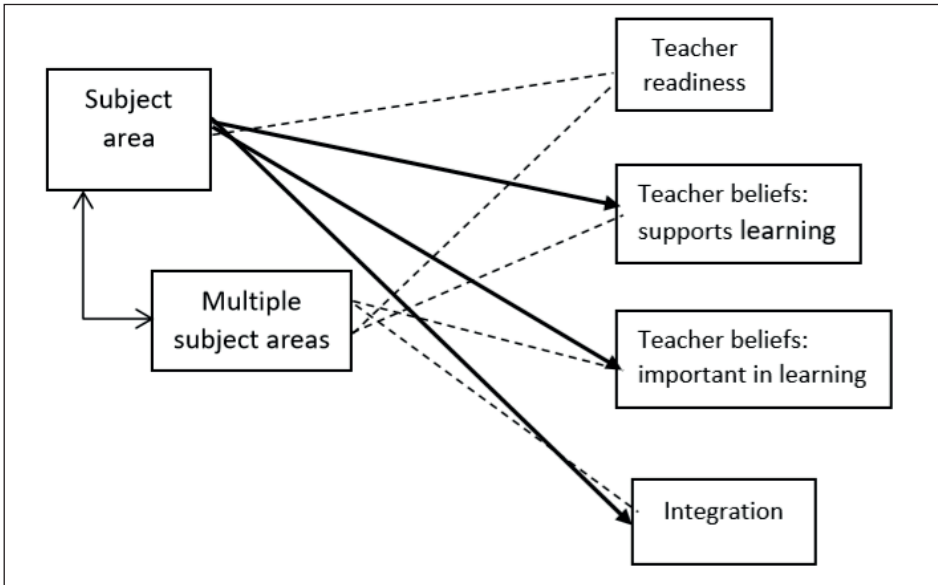 Subject
area
Multiple
subject areas
Teacher
readiness
Teacher beliefs:
supports learning
Teacher beliefs:
important in learning
Integration